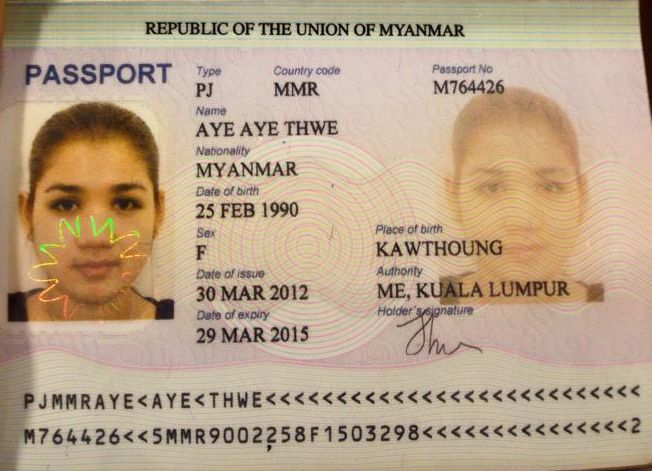 REPUBLIC OF THE UNION OF MYANMAR
PASSPORT
Type Country code Passport No
PJ MMR M764426
Name
AYE AYE THWE
Nationality
MYANMAR
Date of birth
25 FEB 1990
Sex Place of birth
F KAWTHOUNG
Date of issue Authority
30 MAR 2012 ME, KUALA LUMPUR
Date of expiry Holder's signature
29 MAR 2015
PJMMRAYE<AYE<THWE<<<<<<<<<<<<<<<<<<<<<<<<<<<
M764426<<5MMR9002258F1503298<<<<<<<<<<<<<<<2